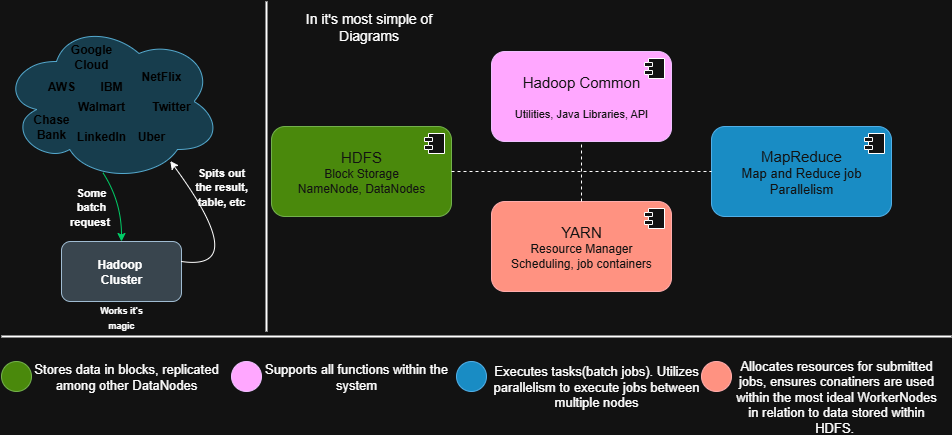 Google
Cloud
NetFlix
AWS
IBM
Walmart
Twitter
Chase
Bank
LinkedIn
Uber
Some
batch
request
Spits out
the result,
table, etc
Hadoop
Cluster
Works it's
magic
In it's most simple of
Diagrams
Hadoop Common
Utilities, Java Libraries, API
HDFS
Block Storage
NameNode, DataNodes
MapReduce
Map and Reduce job
Parallelism
YARN
Resource Manager
Scheduling, job containers
Stores data in blocks, replicated
among other DataNodes
Supports all functions within the
system
Executes tasks(batch jobs). Utilizes
parallelism to execute jobs between
multiple nodes
Allocates resources for submitted
jobs, ensures conatiners are used
within the most ideal WorkerNodes
in relation to data stored within
HDFS.